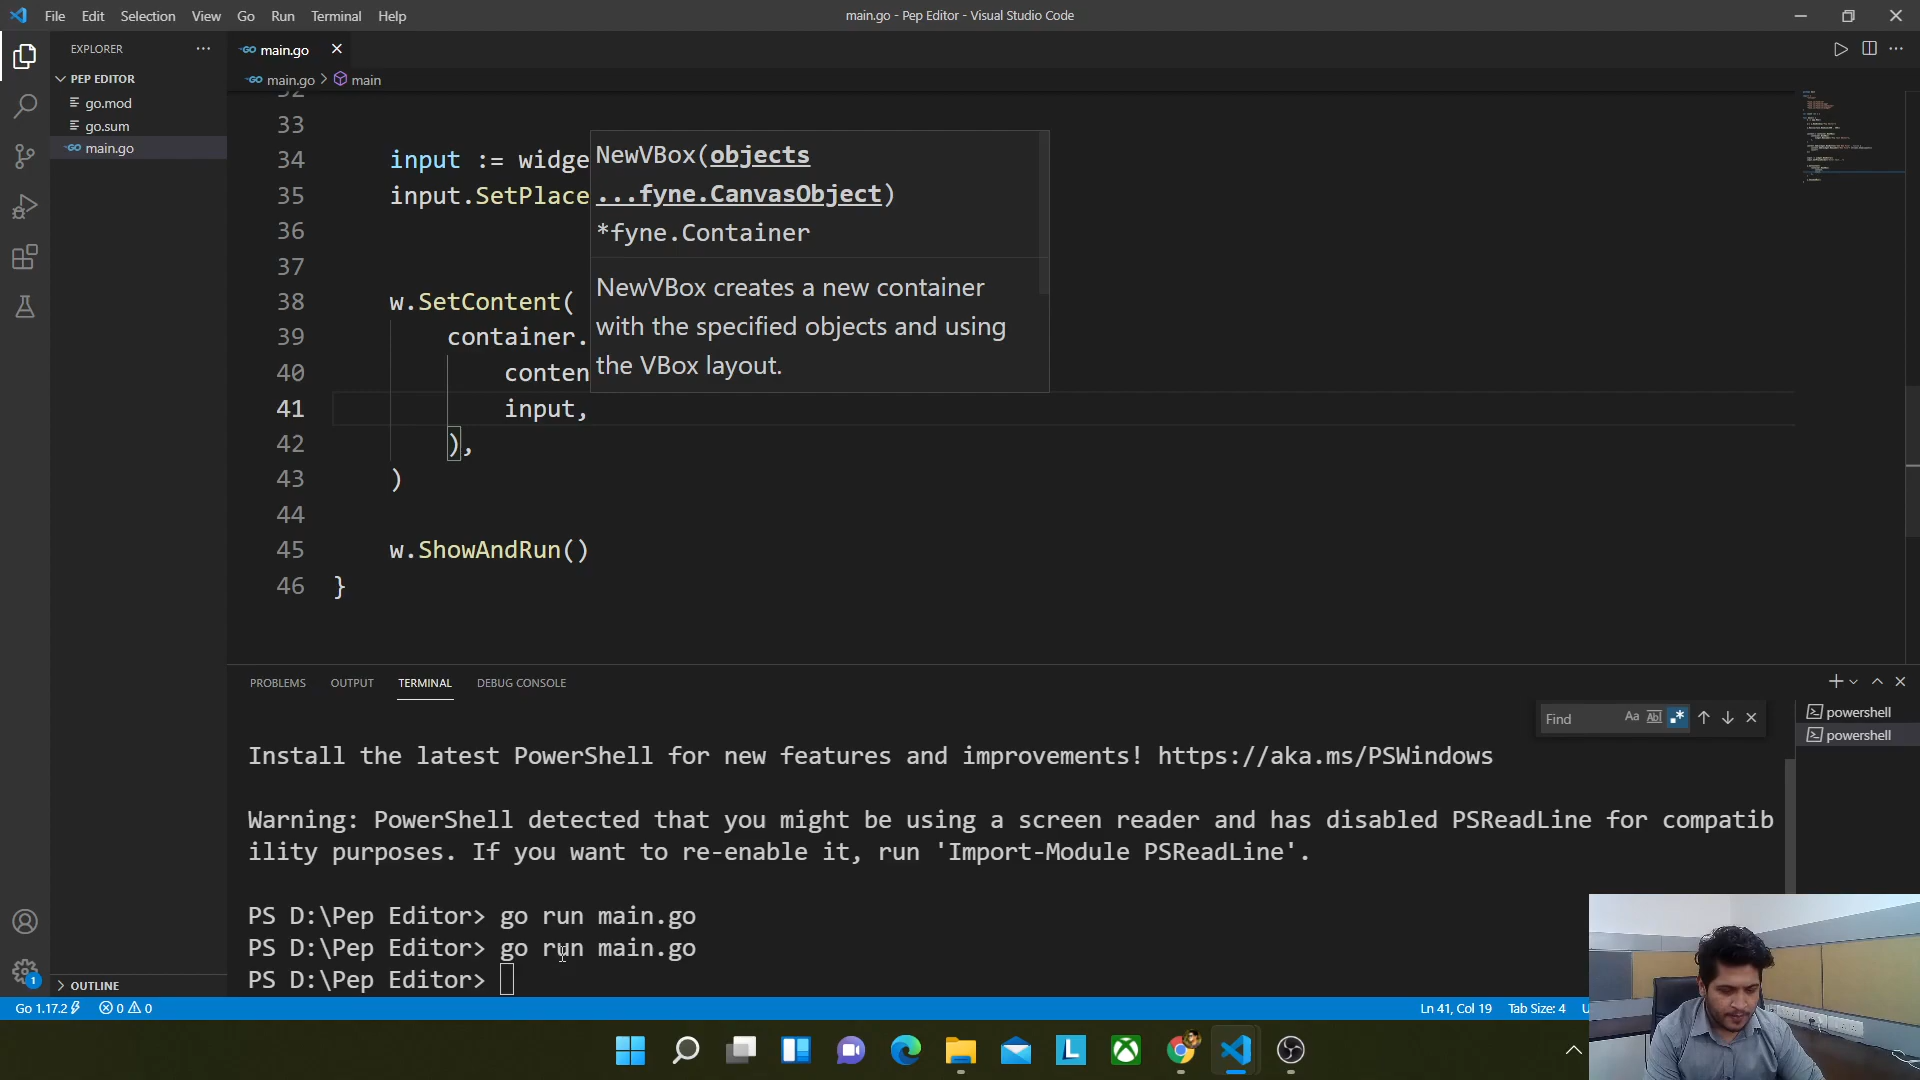 File Edit Selection View Go Run Terminal Help
main.go - Pep Editor - Visual Studio Code
EXPLORER
PEP EDITOR
go.mod
go.sum
main.go
OUTLINE
main.go
main.go > main
32
33
34 input := widge
35 input.SetPlace
36
37
38 w.SetContent(
39 container.
40 conten
41 input,
42 ),
43 )
44
45 w.ShowAndRun()
46 }
NewVBox(objects
...fyne.CanvasObject)
*fyne.Container
NewVBox creates a new container
with the specified objects and using
the VBox layout.
PROBLEMS OUTPUT TERMINAL DEBUG CONSOLE
Find Aa Abl .*
powershell
powershell
Install the latest PowerShell for new features and improvements! https://aka.ms/PSWindows
Warning: PowerShell detected that you might be using a screen reader and has disabled PSReadLine for compatib
ility purposes. If you want to re-enable it, run 'Import-Module PSReadLine'.
PS D:\Pep Editor> go run main.go
PS D:\Pep Editor> go run main.go
PS D:\Pep Editor>
1
Go 1.17.2 0 0 Ln 41, Col 19 Tab Size: 4 U
L